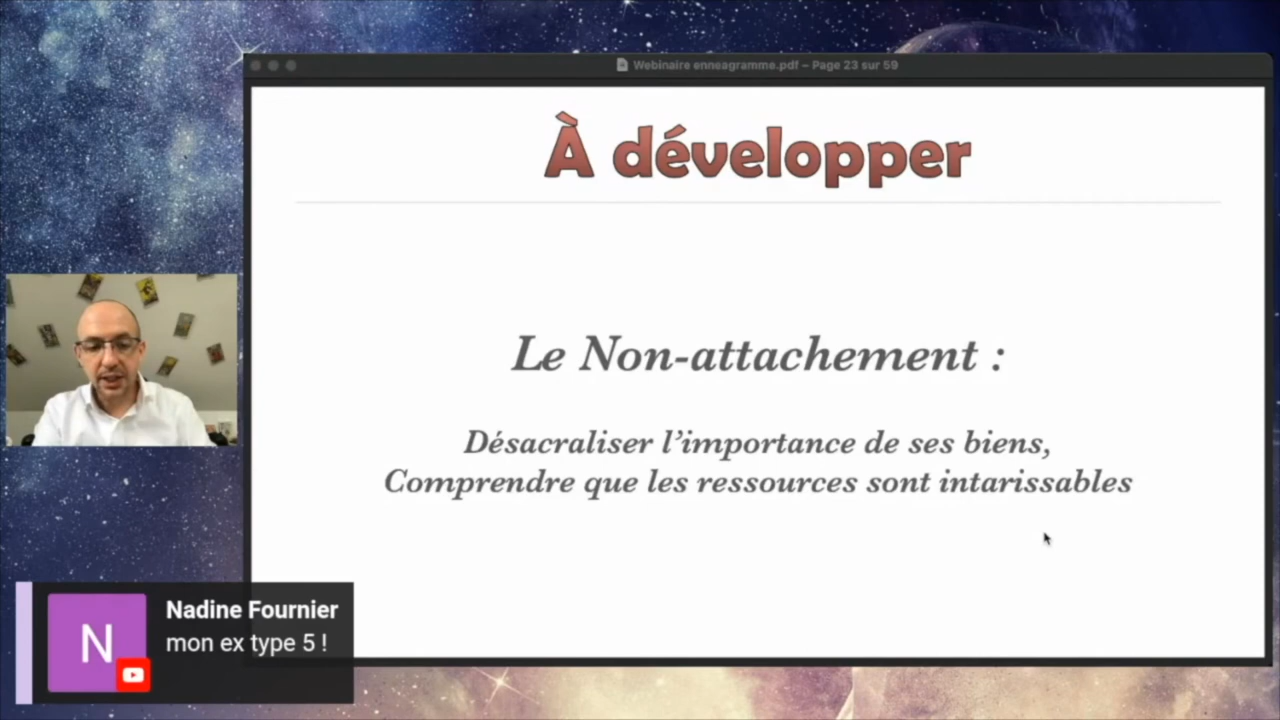 Webinaire enneagramme.pdf – Page 23 sur 59
À développer
Le Non-attachement :
Désacraliser l’importance de ses biens,
Comprendre que les ressources sont intarissables
N
Nadine Fournier
mon ex type 5 !